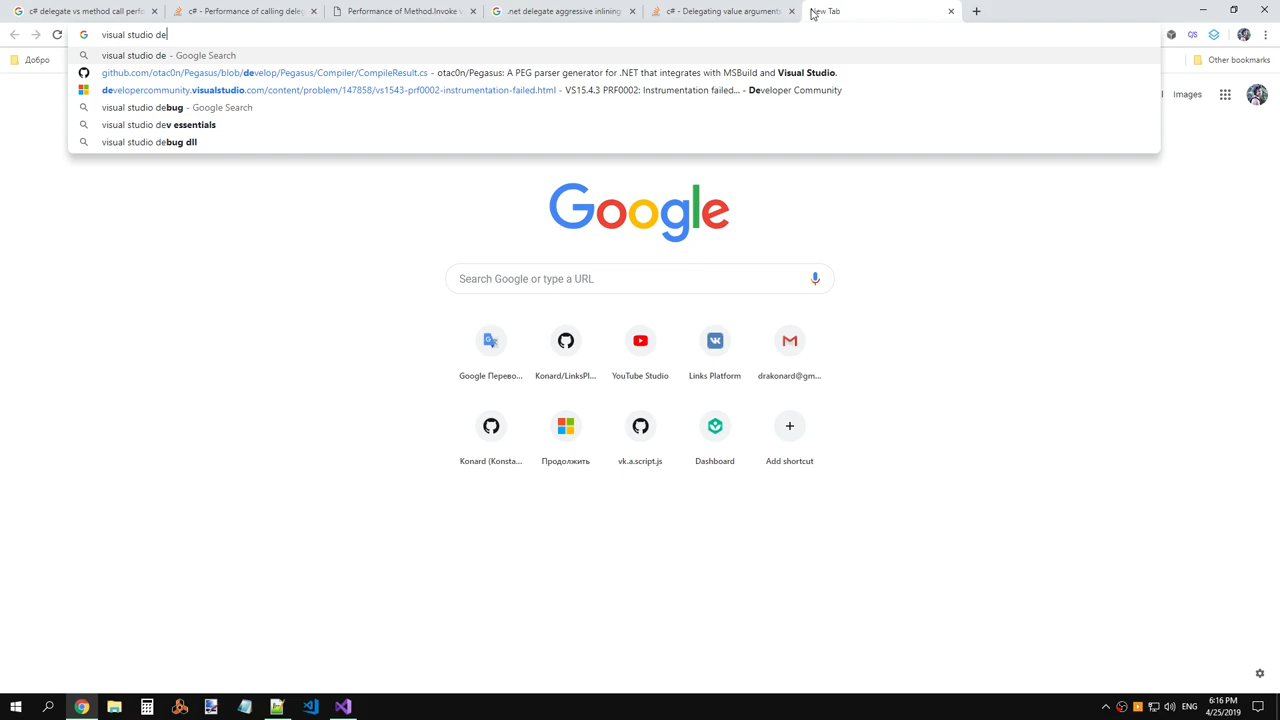 c# delegate vs method call perfo
c# - Performance of calling deleg
Performance of Method.Invoke v
.net delegate aggressive inlining
c# - Delegating value arguments
New Tab
visual studio de
Добро
Other bookmarks
visual studio de - Google Search
github.com/otac0n/Pegasus/blob/develop/Pegasus/Compiler/CompileResult.cs - otac0n/Pegasus: A PEG parser generator for .NET that integrates with MSBuild and Visual Studio.
developercommunity.visualstudio.com/content/problem/147858/vs1543-prf0002-instrumentation-failed.html - VS15.4.3 PRF0002: Instrumentation failed... - Developer Community
visual studio debug - Google Search
visual studio dev essentials
visual studio debug dll
Images
Google
Search Google or type a URL
Google Перево...
Konard/LinksPl...
YouTube Studio
Links Platform
drakonard@gm...
Konard (Konsta...
Продолжить
vk.a.script.js
Dashboard
Add shortcut
ENG
6:16 PM
4/25/2019